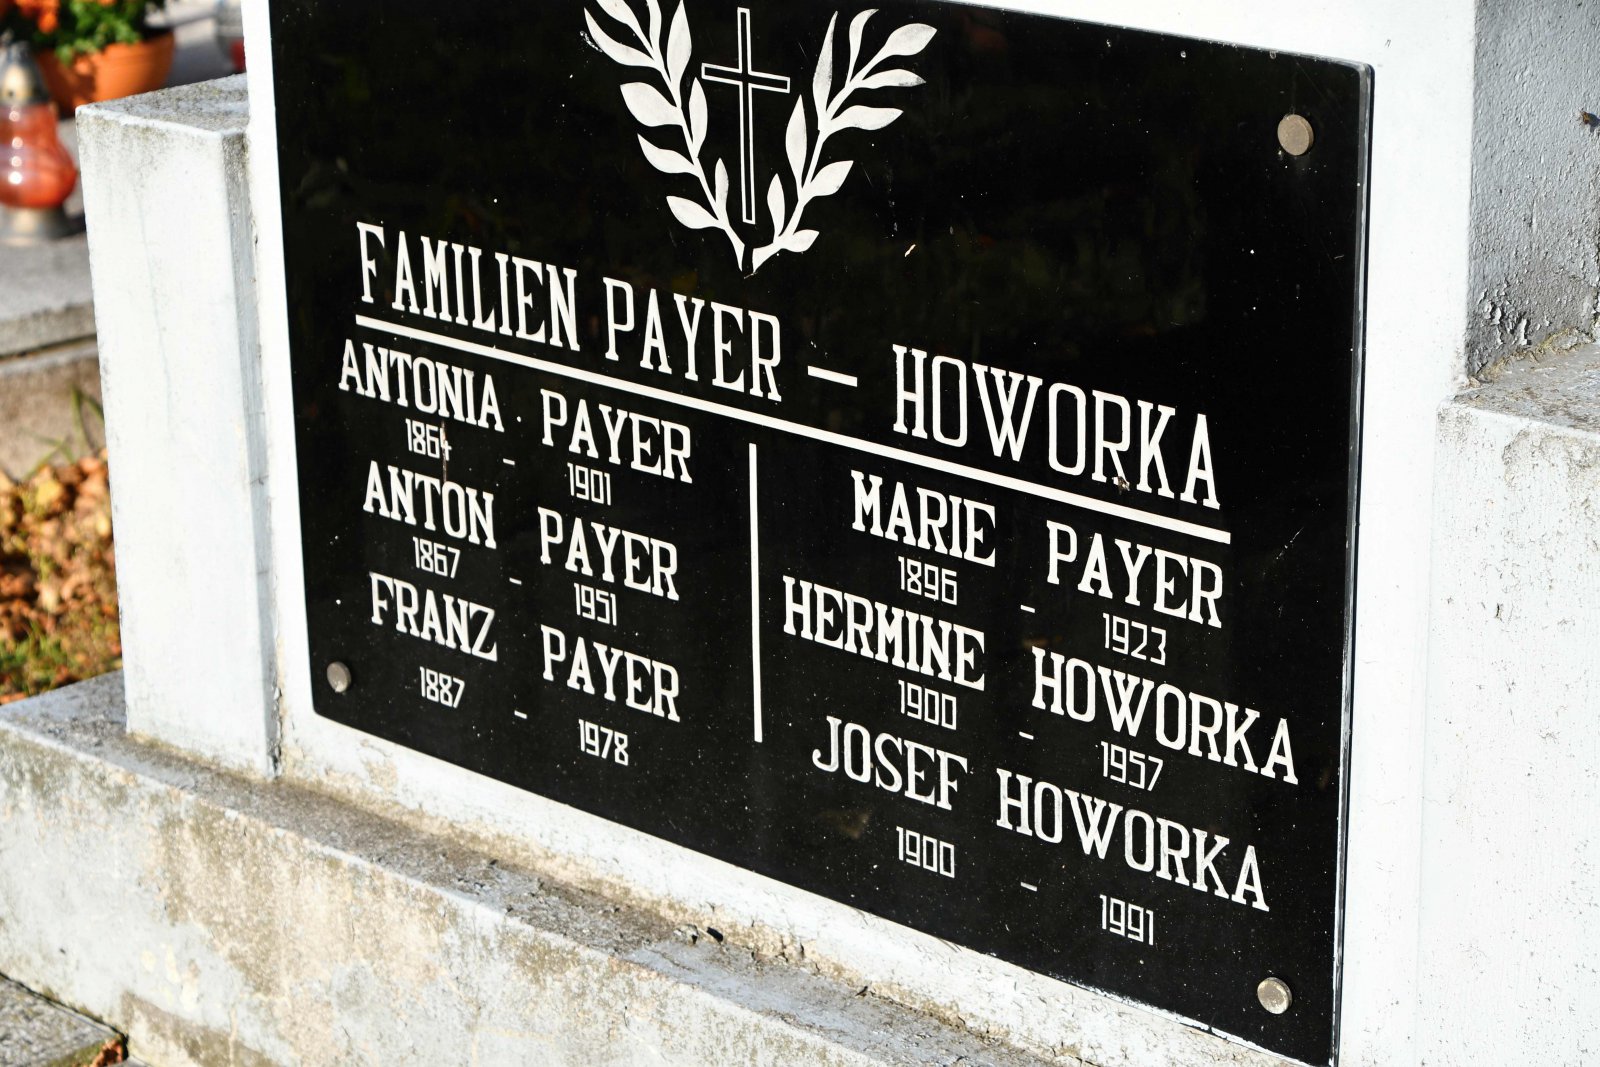 FAMILIEN PAYER – HOWORKA
ANTONIA PAYER
1864 - 1901
ANTON PAYER
1867 - 1951
FRANZ PAYER
1887 - 1978
MARIE PAYER
1896 - 1923
HERMINE HOWORKA
1900 - 1957
JOSEF HOWORKA
1900 - 1991